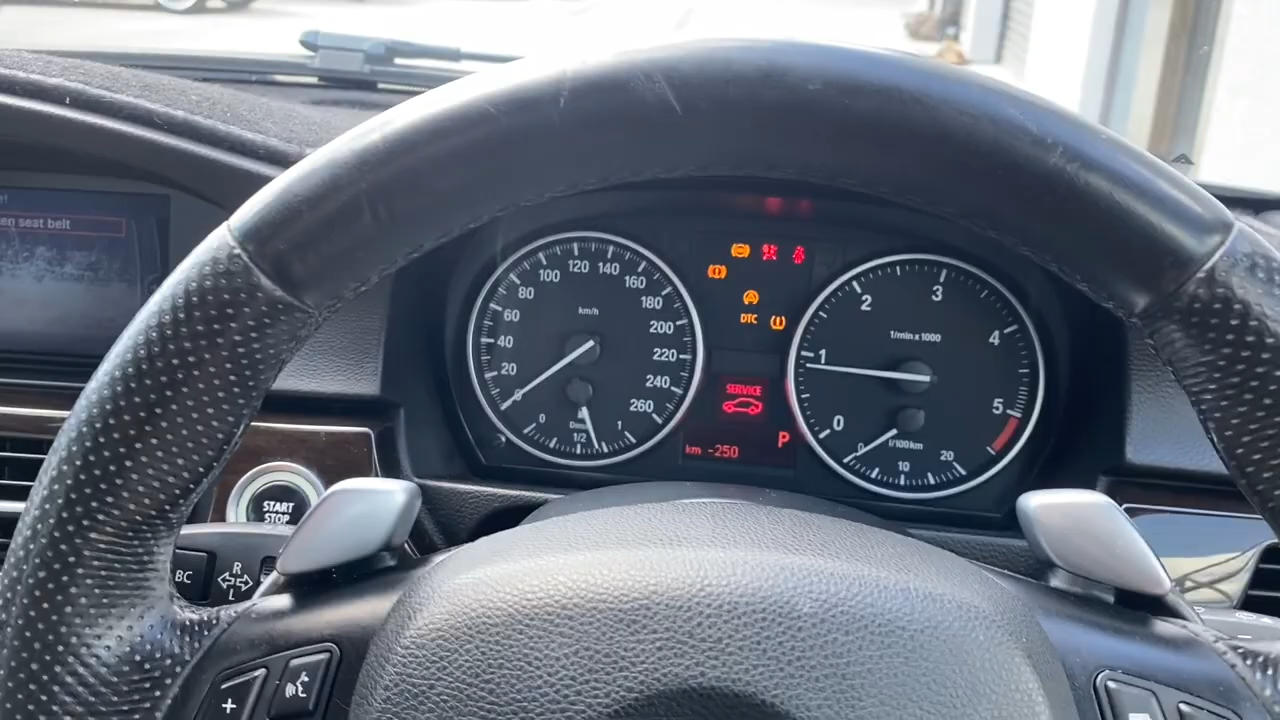 en seat belt
START
STOP
BC
R
L
+
km/h
0
20
40
60
80
100
120
140
160
180
200
220
240
260
0
1/2
1
DTC
SERVICE
km -250
P
1/min x 1000
0
1
2
3
4
5
l/100km
0
10
20